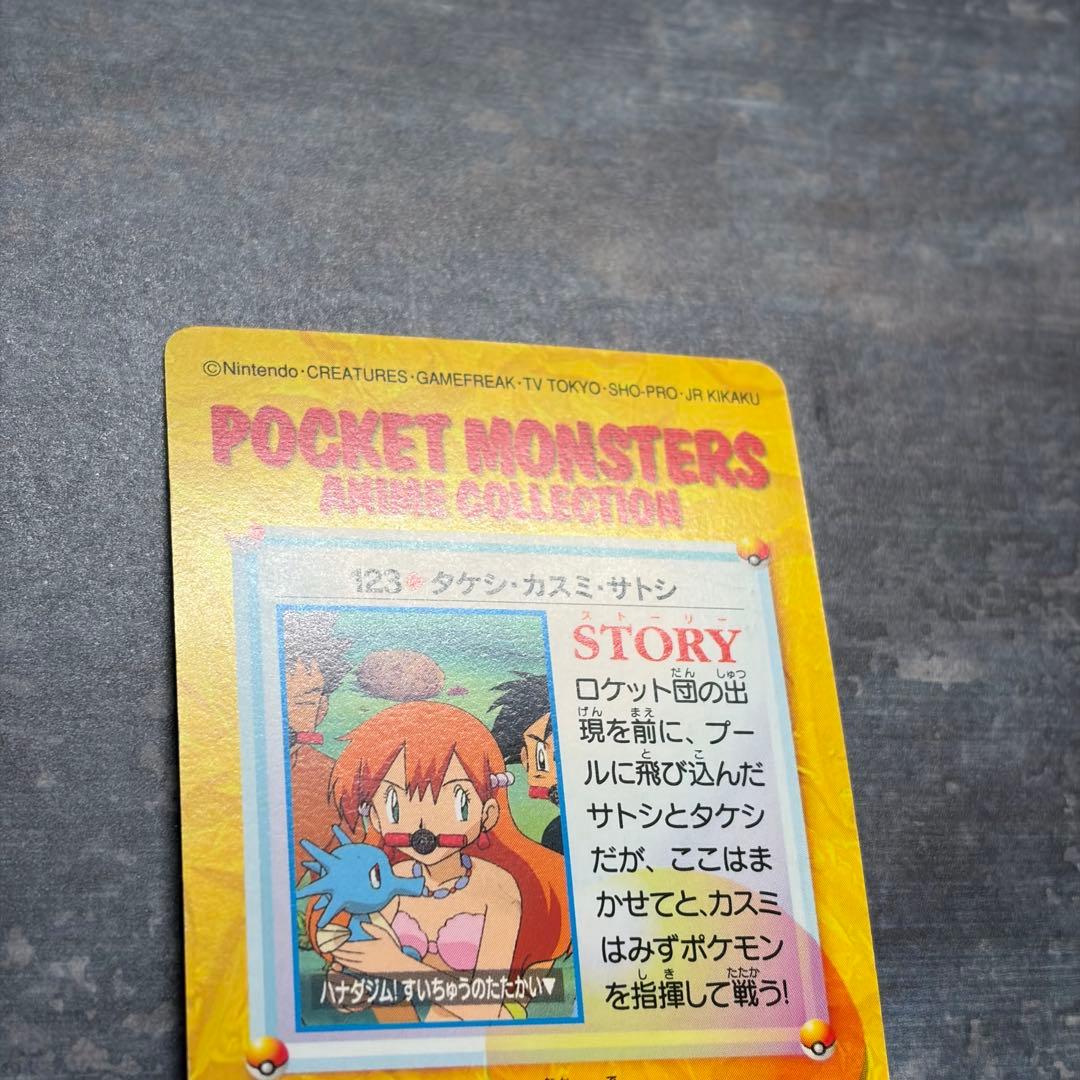 ©Nintendo・CREATURES・GAMEFREAK・TV TOKYO・SHO-PRO・JR KIKAKU
POCKET MONSTERS
ANIME COLLECTION
123 タケシ・カスミ・サトシ
ストーリー
STORY
だん しゅつ
ロケット団の出
げん まえ
現を前に、プー
と こ
ルに飛び込んだ
サトシとタケシ
だが、ここはま
かせてと、カスミ
はみずポケモン
しき たたか
を指揮して戦う!
ハナダジム!すいちゅうのたたかい▼